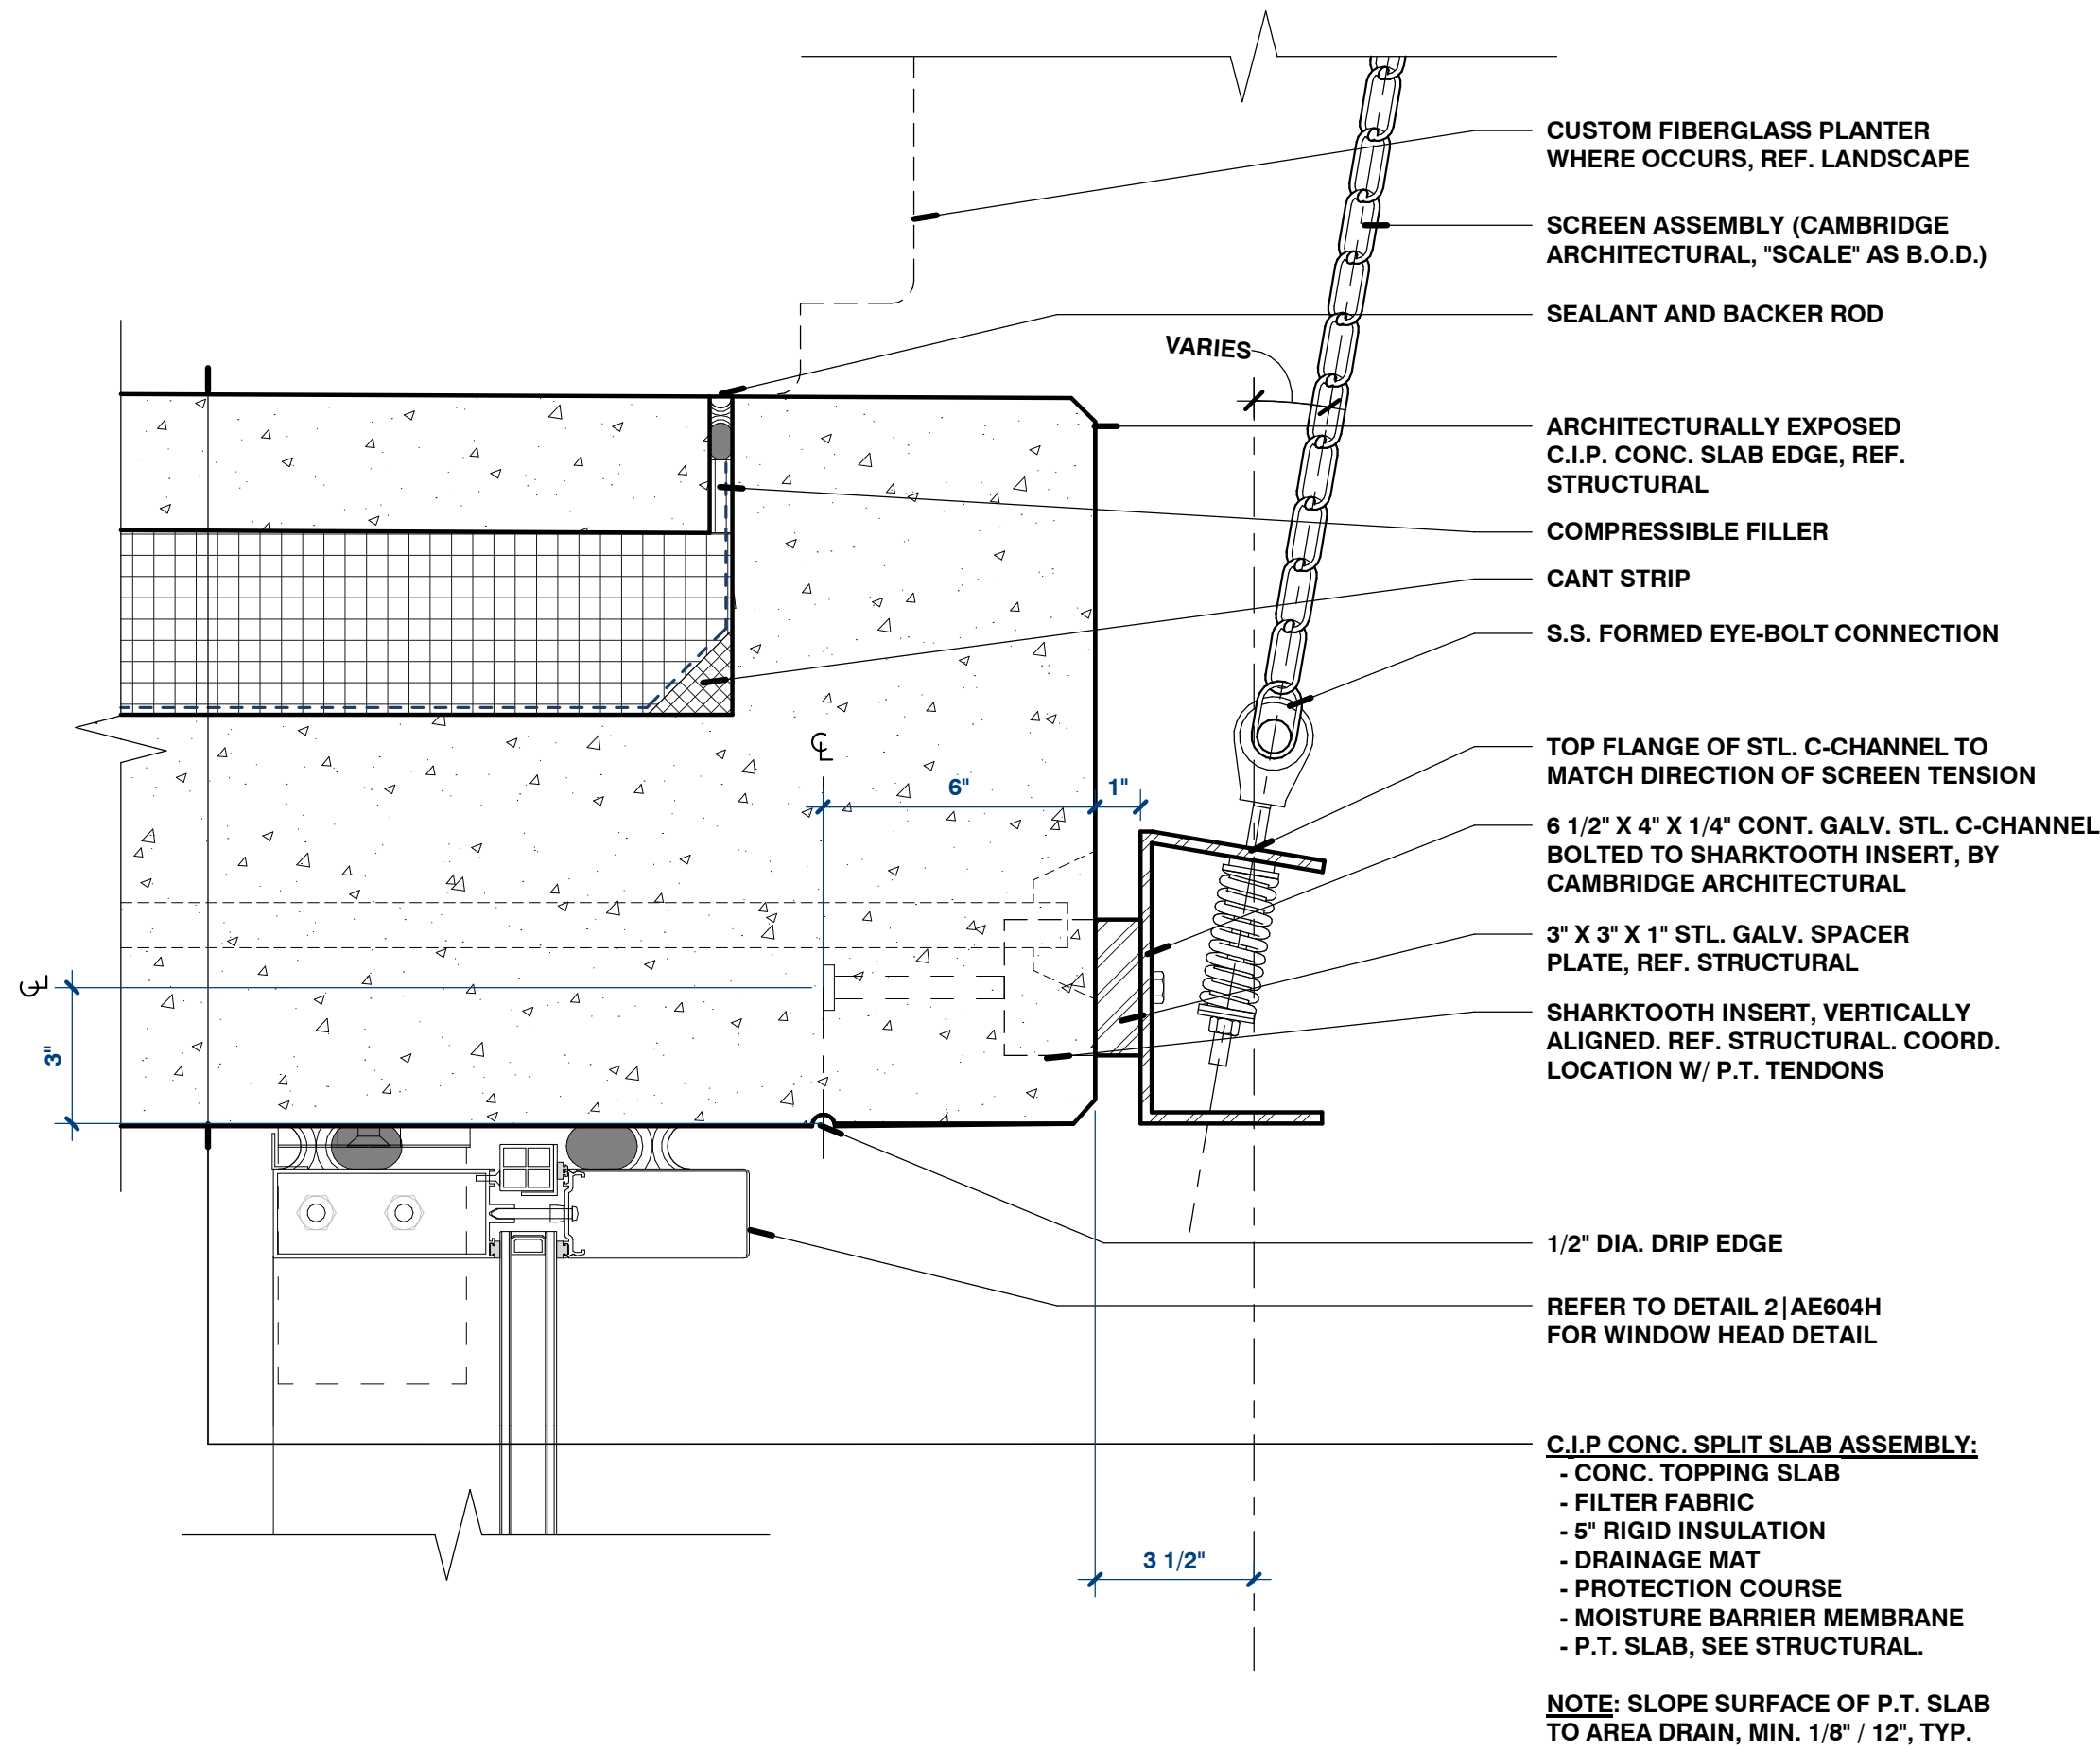 CUSTOM FIBERGLASS PLANTER
WHERE OCCURS, REF. LANDSCAPE
SCREEN ASSEMBLY (CAMBRIDGE
ARCHITECTURAL, "SCALE" AS B.O.D.)
SEALANT AND BACKER ROD
VARIES
ARCHITECTURALLY EXPOSED
C.I.P. CONC. SLAB EDGE, REF.
STRUCTURAL
COMPRESSIBLE FILLER
CANT STRIP
S.S. FORMED EYE-BOLT CONNECTION
TOP FLANGE OF STL. C-CHANNEL TO
MATCH DIRECTION OF SCREEN TENSION
℄
6"
1"
6 1/2" X 4" X 1/4" CONT. GALV. STL. C-CHANNEL
BOLTED TO SHARKTOOTH INSERT, BY
CAMBRIDGE ARCHITECTURAL
3" X 3" X 1" STL. GALV. SPACER
PLATE, REF. STRUCTURAL
℄
3"
SHARKTOOTH INSERT, VERTICALLY
ALIGNED. REF. STRUCTURAL. COORD.
LOCATION W/ P.T. TENDONS
1/2" DIA. DRIP EDGE
REFER TO DETAIL 2|AE604H
FOR WINDOW HEAD DETAIL
C.I.P CONC. SPLIT SLAB ASSEMBLY:
- CONC. TOPPING SLAB
- FILTER FABRIC
- 5" RIGID INSULATION
- DRAINAGE MAT
- PROTECTION COURSE
- MOISTURE BARRIER MEMBRANE
- P.T. SLAB, SEE STRUCTURAL.
3 1/2"
NOTE: SLOPE SURFACE OF P.T. SLAB
TO AREA DRAIN, MIN. 1/8" / 12", TYP.